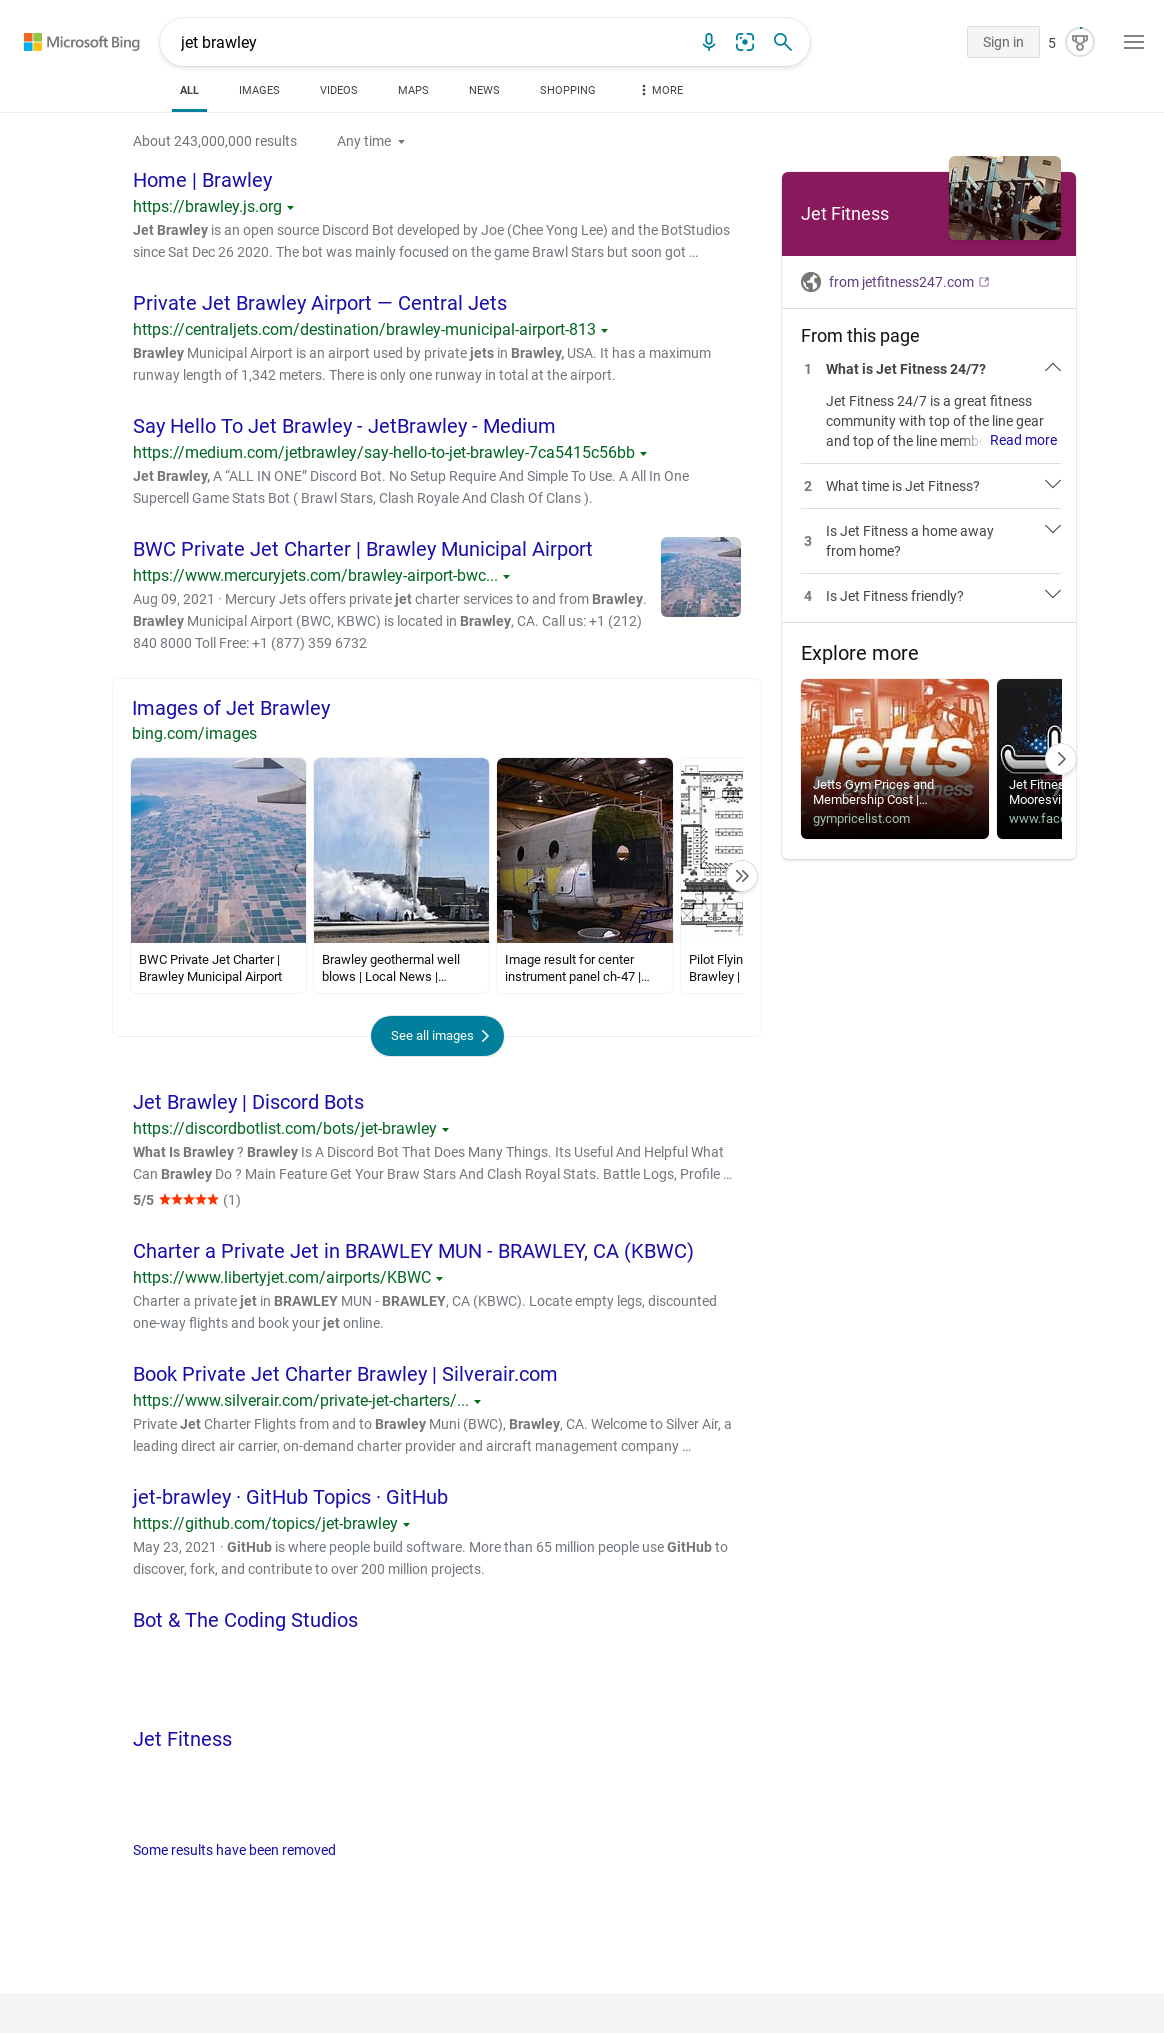 Microsoft Bing
jet brawley
Sign in
5
ALL
IMAGES
VIDEOS
MAPS
NEWS
SHOPPING
MORE
About 243,000,000 results
Any time
Home | Brawley
https://brawley.js.org
Jet Brawley is an open source Discord Bot developed by Joe (Chee Yong Lee) and the BotStudios
since Sat Dec 26 2020. The bot was mainly focused on the game Brawl Stars but soon got …
Private Jet Brawley Airport — Central Jets
https://centraljets.com/destination/brawley-municipal-airport-813
Brawley Municipal Airport is an airport used by private jets in Brawley, USA. It has a maximum
runway length of 1,342 meters. There is only one runway in total at the airport.
Say Hello To Jet Brawley - JetBrawley - Medium
https://medium.com/jetbrawley/say-hello-to-jet-brawley-7ca5415c56bb
Jet Brawley, A “ALL IN ONE” Discord Bot. No Setup Require And Simple To Use. A All In One
Supercell Game Stats Bot ( Brawl Stars, Clash Royale And Clash Of Clans ).
BWC Private Jet Charter | Brawley Municipal Airport
https://www.mercuryjets.com/brawley-airport-bwc...
Aug 09, 2021 · Mercury Jets offers private jet charter services to and from Brawley.
Brawley Municipal Airport (BWC, KBWC) is located in Brawley, CA. Call us: +1 (212)
840 8000 Toll Free: +1 (877) 359 6732
Images of Jet Brawley
bing.com/images
BWC Private Jet Charter |
Brawley Municipal Airport
Brawley geothermal well
blows | Local News |…
Image result for center
instrument panel ch-47 |…
Pilot Flyin
Brawley |
See all images
Jet Brawley | Discord Bots
https://discordbotlist.com/bots/jet-brawley
What Is Brawley ? Brawley Is A Discord Bot That Does Many Things. Its Useful And Helpful What
Can Brawley Do ? Main Feature Get Your Braw Stars And Clash Royal Stats. Battle Logs, Profile …
5/5 ★★★★★ (1)
Charter a Private Jet in BRAWLEY MUN - BRAWLEY, CA (KBWC)
https://www.libertyjet.com/airports/KBWC
Charter a private jet in BRAWLEY MUN - BRAWLEY, CA (KBWC). Locate empty legs, discounted
one-way flights and book your jet online.
Book Private Jet Charter Brawley | Silverair.com
https://www.silverair.com/private-jet-charters/...
Private Jet Charter Flights from and to Brawley Muni (BWC), Brawley, CA. Welcome to Silver Air, a
leading direct air carrier, on-demand charter provider and aircraft management company …
jet-brawley · GitHub Topics · GitHub
https://github.com/topics/jet-brawley
May 23, 2021 · GitHub is where people build software. More than 65 million people use GitHub to
discover, fork, and contribute to over 200 million projects.
Bot & The Coding Studios
Jet Fitness
Some results have been removed
Jet Fitness
from jetfitness247.com
From this page
1 What is Jet Fitness 24/7?
Jet Fitness 24/7 is a great fitness
community with top of the line gear
and top of the line memb Read more
2 What time is Jet Fitness?
3 Is Jet Fitness a home away
from home?
4 Is Jet Fitness friendly?
Explore more
jetts
24 hour fitness
Jetts Gym Prices and
Membership Cost |…
gympricelist.com
Jet Fitnes
Mooresvi
www.face